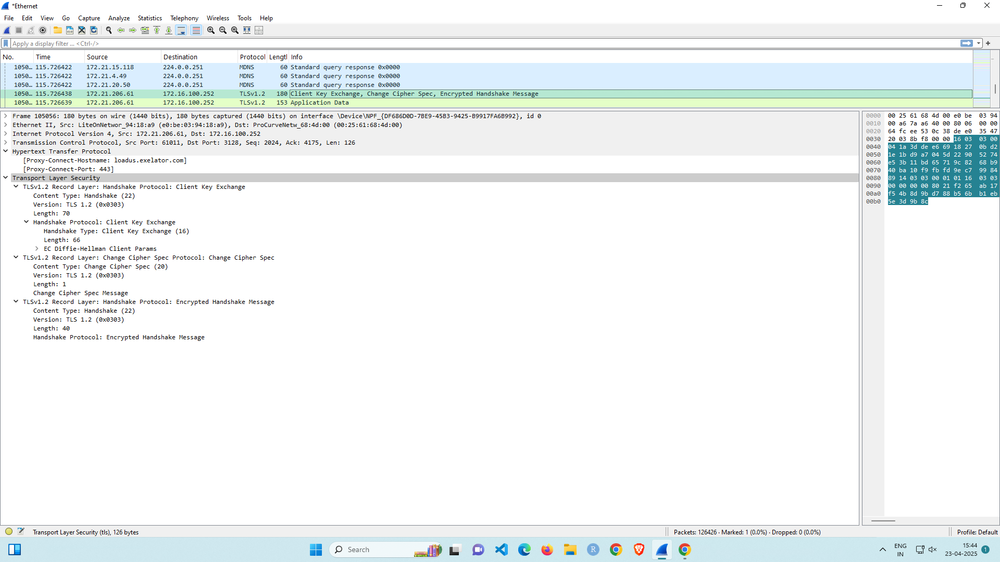 *Ethernet
File Edit View Go Capture Analyze Statistics Telephony Wireless Tools Help
Apply a display filter ... <Ctrl-/>
No. Time Source Destination Protocol Lengtl Info
1050… 115.726422 172.21.15.118 224.0.0.251 MDNS 60 Standard query response 0x0000
1050… 115.726422 172.21.4.49 224.0.0.251 MDNS 60 Standard query response 0x0000
1050… 115.726422 172.21.20.50 224.0.0.251 MDNS 60 Standard query response 0x0000
1050… 115.726438 172.21.206.61 172.16.100.252 TLSv1.2 180 Client Key Exchange, Change Cipher Spec, Encrypted Handshake Message
1050… 115.726639 172.21.206.61 172.16.100.252 TLSv1.2 153 Application Data
Frame 105056: 180 bytes on wire (1440 bits), 180 bytes captured (1440 bits) on interface \Device\NPF_{DF686D0D-7BE9-45B3-9425-B9917FA6B992}, id 0
Ethernet II, Src: LiteOnNetwor_94:18:a9 (e0:be:03:94:18:a9), Dst: ProCurveNetw_68:4d:00 (00:25:61:68:4d:00)
Internet Protocol Version 4, Src: 172.21.206.61, Dst: 172.16.100.252
Transmission Control Protocol, Src Port: 61011, Dst Port: 3128, Seq: 2024, Ack: 4175, Len: 126
Hypertext Transfer Protocol
[Proxy-Connect-Hostname: loadus.exelator.com]
[Proxy-Connect-Port: 443]
Transport Layer Security
TLSv1.2 Record Layer: Handshake Protocol: Client Key Exchange
Content Type: Handshake (22)
Version: TLS 1.2 (0x0303)
Length: 70
Handshake Protocol: Client Key Exchange
Handshake Type: Client Key Exchange (16)
Length: 66
EC Diffie-Hellman Client Params
TLSv1.2 Record Layer: Change Cipher Spec Protocol: Change Cipher Spec
Content Type: Change Cipher Spec (20)
Version: TLS 1.2 (0x0303)
Length: 1
Change Cipher Spec Message
TLSv1.2 Record Layer: Handshake Protocol: Encrypted Handshake Message
Content Type: Handshake (22)
Version: TLS 1.2 (0x0303)
Length: 40
Handshake Protocol: Encrypted Handshake Message
0000 00 25 61 68 4d 00 e0 be 03 94
0010 00 a6 7a a6 40 00 80 06 00 00
0020 64 fc ee 53 0c 38 de e0 35 47
0030 20 03 8b f8 00 00 16 03 03 00
0040 04 1a 3d de e6 69 18 27 0b d2
0050 1e 1b d9 a7 04 5d 22 90 52 74
0060 e5 3b 11 bd 65 71 9c 82 68 b9
0070 40 ba 10 f9 fb fd 9e c7 99 84
0080 89 14 03 03 00 01 01 16 03 03
0090 00 00 00 00 80 21 f2 65 ab 17
00a0 f5 4b 8d 9b d7 88 b5 6b b1 eb
00b0 5e 3d 9b 8c
Transport Layer Security (tls), 126 bytes
Packets: 126426 · Marked: 1 (0.0%) · Dropped: 0 (0.0%)
Profile: Default
Search
R
ENG
IN
15:44
23-04-2025
1